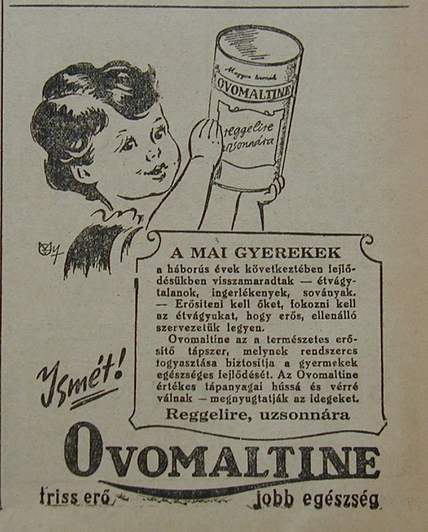 Magyar
OVOMALTINE
reggelire
uzsonnára
A MAI GYEREKEK
a háborús évek következtében fejlő-
désükben visszamaradtak — étvágy-
talanok, ingerlékenyek, soványak.
— Erősíteni kell őket, fokozni kell
az étvágyukat, hogy erős, ellenálló
szervezetük legyen.
Ovomaltine az a természetes erő-
sítő tápszer, melynek rendszeres
fogyasztása biztosítja a gyermekek
egészséges fejlődését. Az Ovomaltine
értékes tápanyagai hússá és vérré
válnak — megnyugtatják az idegeket.
Reggelire, uzsonnára
Ismét!
OVOMALTINE
friss erő, jobb egészség